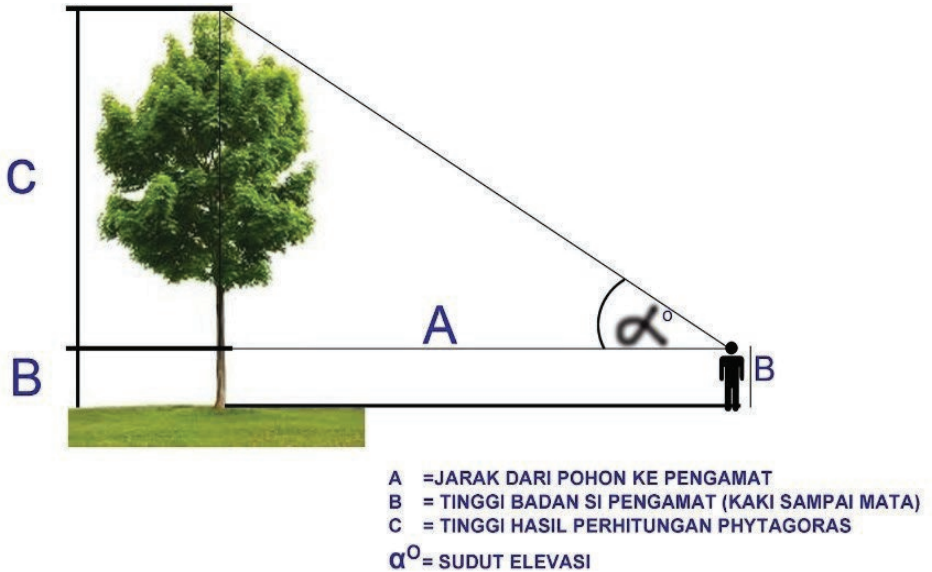 C
A
α°
B
B
A =JARAK DARI POHON KE PENGAMAT
B = TINGGI BADAN SI PENGAMAT (KAKI SAMPAI MATA)
C = TINGGI HASIL PERHITUNGAN PHYTAGORAS
α° = SUDUT ELEVASI